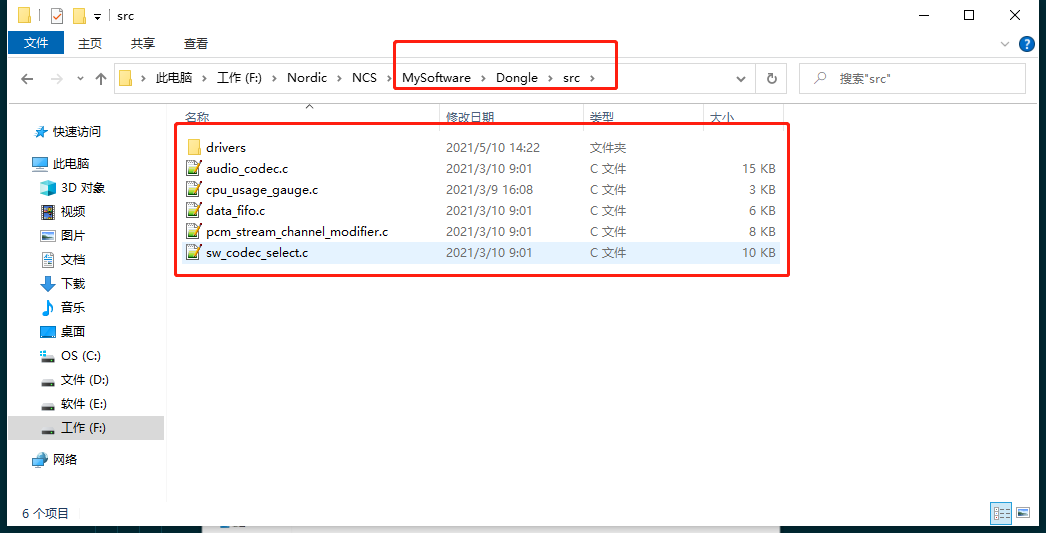 src
文件 主页 共享 查看
此电脑 工作 (F:) Nordic NCS MySoftware Dongle src 搜索"src"
名称 修改日期 类型 大小
快速访问
此电脑
3D 对象
视频
图片
文档
下载
音乐
桌面
OS (C:)
文件 (D:)
软件 (E:)
工作 (F:)
网络
drivers 2021/5/10 14:22 文件夹
audio_codec.c 2021/3/10 9:01 C 文件 15 KB
cpu_usage_gauge.c 2021/3/9 16:08 C 文件 3 KB
data_fifo.c 2021/3/10 9:01 C 文件 6 KB
pcm_stream_channel_modifier.c 2021/3/10 9:01 C 文件 8 KB
sw_codec_select.c 2021/3/10 9:01 C 文件 10 KB
6 个项目